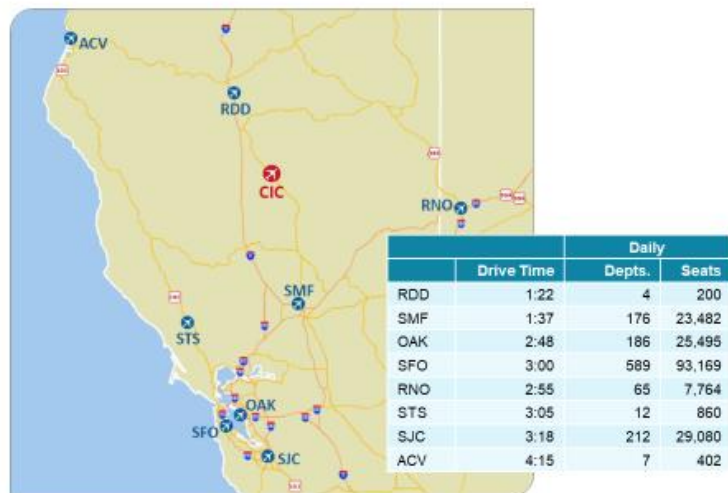 ACV
RDD
CIC
RNO
SMF
STS
OAK
SFO
SJC
Daily
Drive Time Depts. Seats
RDD 1:22 4 200
SMF 1:37 176 23,482
OAK 2:48 186 25,495
SFO 3:00 589 93,169
RNO 2:55 65 7,764
STS 3:05 12 860
SJC 3:18 212 29,080
ACV 4:15 7 402